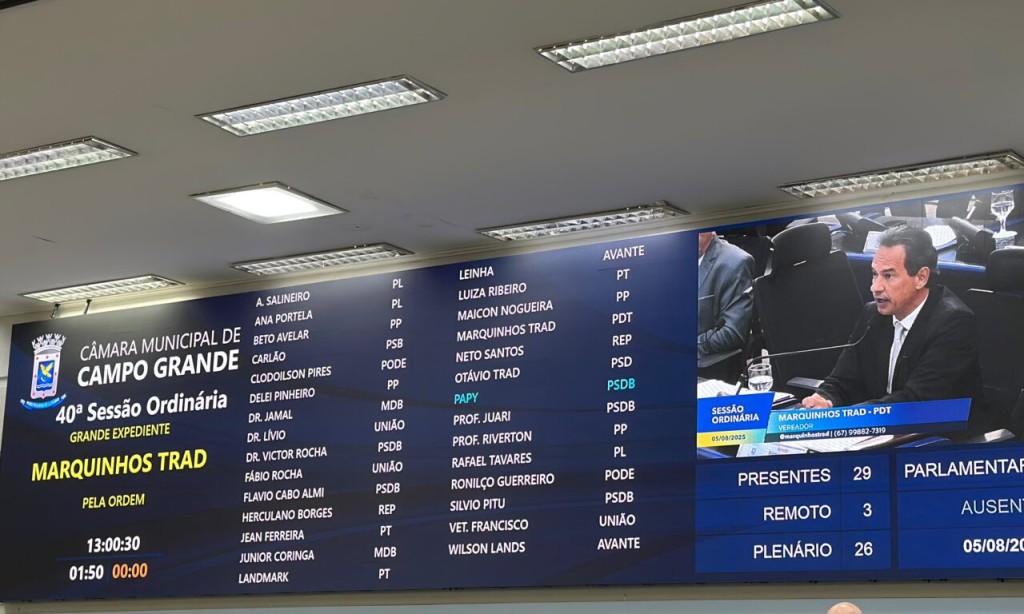 CÂMARA MUNICIPAL DE
CAMPO GRANDE
40ª Sessão Ordinária
GRANDE EXPEDIENTE
MARQUINHOS TRAD
PELA ORDEM
13:00:30
01:50 00:00
A. SALINEIRO PL
ANA PORTELA PL
BETO AVELAR PP
CARLÃO PSB
CLODOILSON PIRES PODE
DELEI PINHEIRO PP
DR. JAMAL MDB
DR. LÍVIO UNIÃO
DR. VICTOR ROCHA PSDB
FÁBIO ROCHA UNIÃO
FLAVIO CABO ALMI PSDB
HERCULANO BORGES REP
JEAN FERREIRA PT
JUNIOR CORINGA MDB
LANDMARK PT
LEINHA AVANTE
LUIZA RIBEIRO PT
MAICON NOGUEIRA PP
MARQUINHOS TRAD PDT
NETO SANTOS REP
OTÁVIO TRAD PSD
PAPY PSDB
PROF. JUARI PSDB
PROF. RIVERTON PP
RAFAEL TAVARES PL
RONILÇO GUERREIRO PODE
SILVIO PITU PSDB
VET. FRANCISCO UNIÃO
WILSON LANDS AVANTE
SESSÃO
ORDINÁRIA
05/08/2025
MARQUINHOS TRAD - PDT
VEREADOR
@marquinhostrad | (67) 99882-7319
PRESENTES 29
REMOTO 3
PLENÁRIO 26
PARLAMENTAR
AUSENT
05/08/20